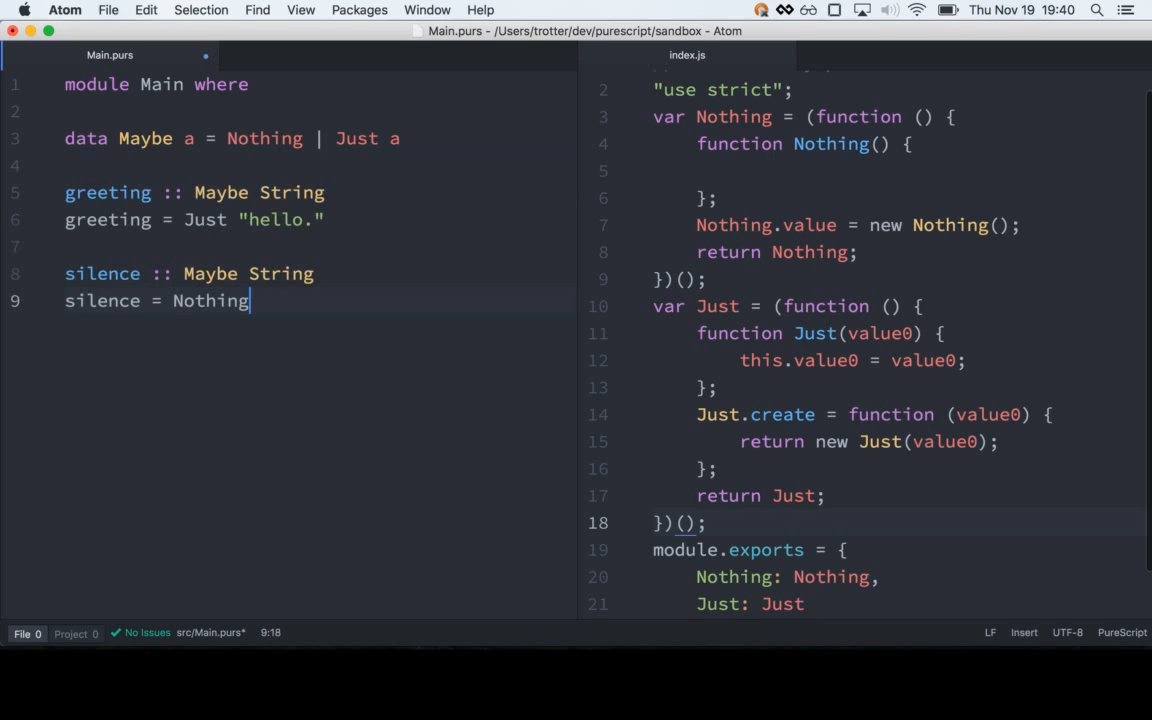 Atom File Edit Selection Find View Packages Window Help Thu Nov 19 19:40
Main.purs - /Users/trotter/dev/purescript/sandbox - Atom
Main.purs
1 module Main where
2
3 data Maybe a = Nothing | Just a
4
5 greeting :: Maybe String
6 greeting = Just "hello."
7
8 silence :: Maybe String
9 silence = Nothing
index.js
2 "use strict";
3 var Nothing = (function () {
4 function Nothing() {
5
6 };
7 Nothing.value = new Nothing();
8 return Nothing;
9 })();
10 var Just = (function () {
11 function Just(value0) {
12 this.value0 = value0;
13 };
14 Just.create = function (value0) {
15 return new Just(value0);
16 };
17 return Just;
18 })();
19 module.exports = {
20 Nothing: Nothing,
21 Just: Just
File 0 Project 0 No Issues src/Main.purs* 9:18 LF Insert UTF-8 PureScript